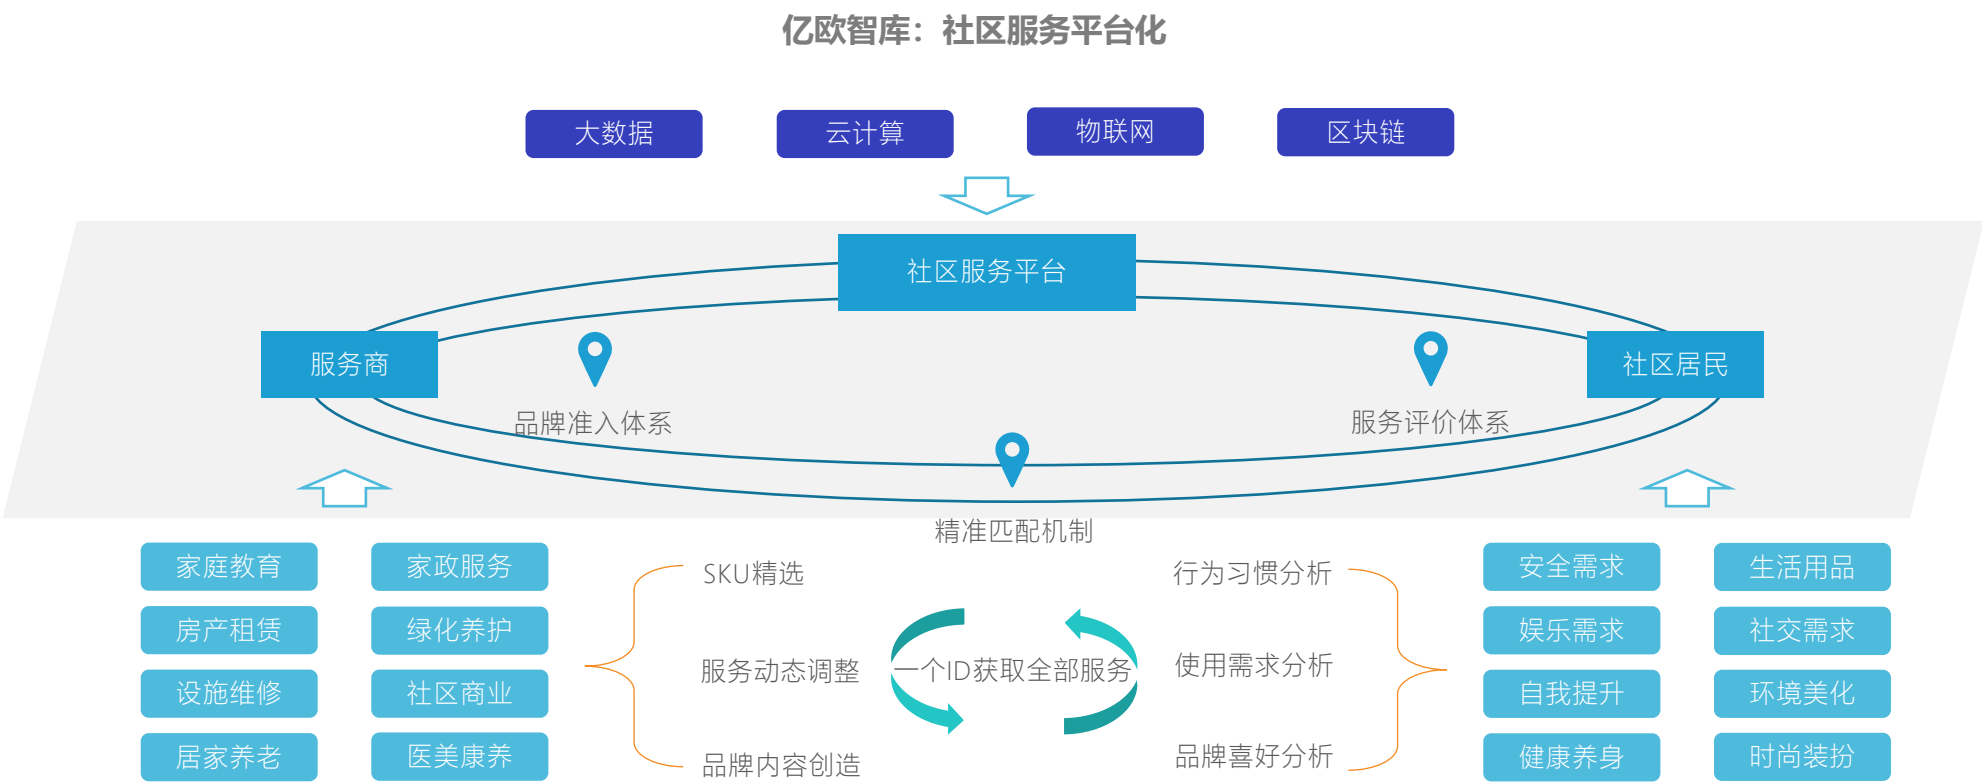 亿欧智库：社区服务平台化
大数据
云计算
物联网
区块链
社区服务平台
服务商
社区居民
品牌准入体系
服务评价体系
精准匹配机制
家庭教育
家政服务
房产租赁
绿化养护
设施维修
社区商业
居家养老
医美康养
SKU精选
服务动态调整
品牌内容创造
一个ID获取全部服务
行为习惯分析
使用需求分析
品牌喜好分析
安全需求
生活用品
娱乐需求
社交需求
自我提升
环境美化
健康养身
时尚装扮